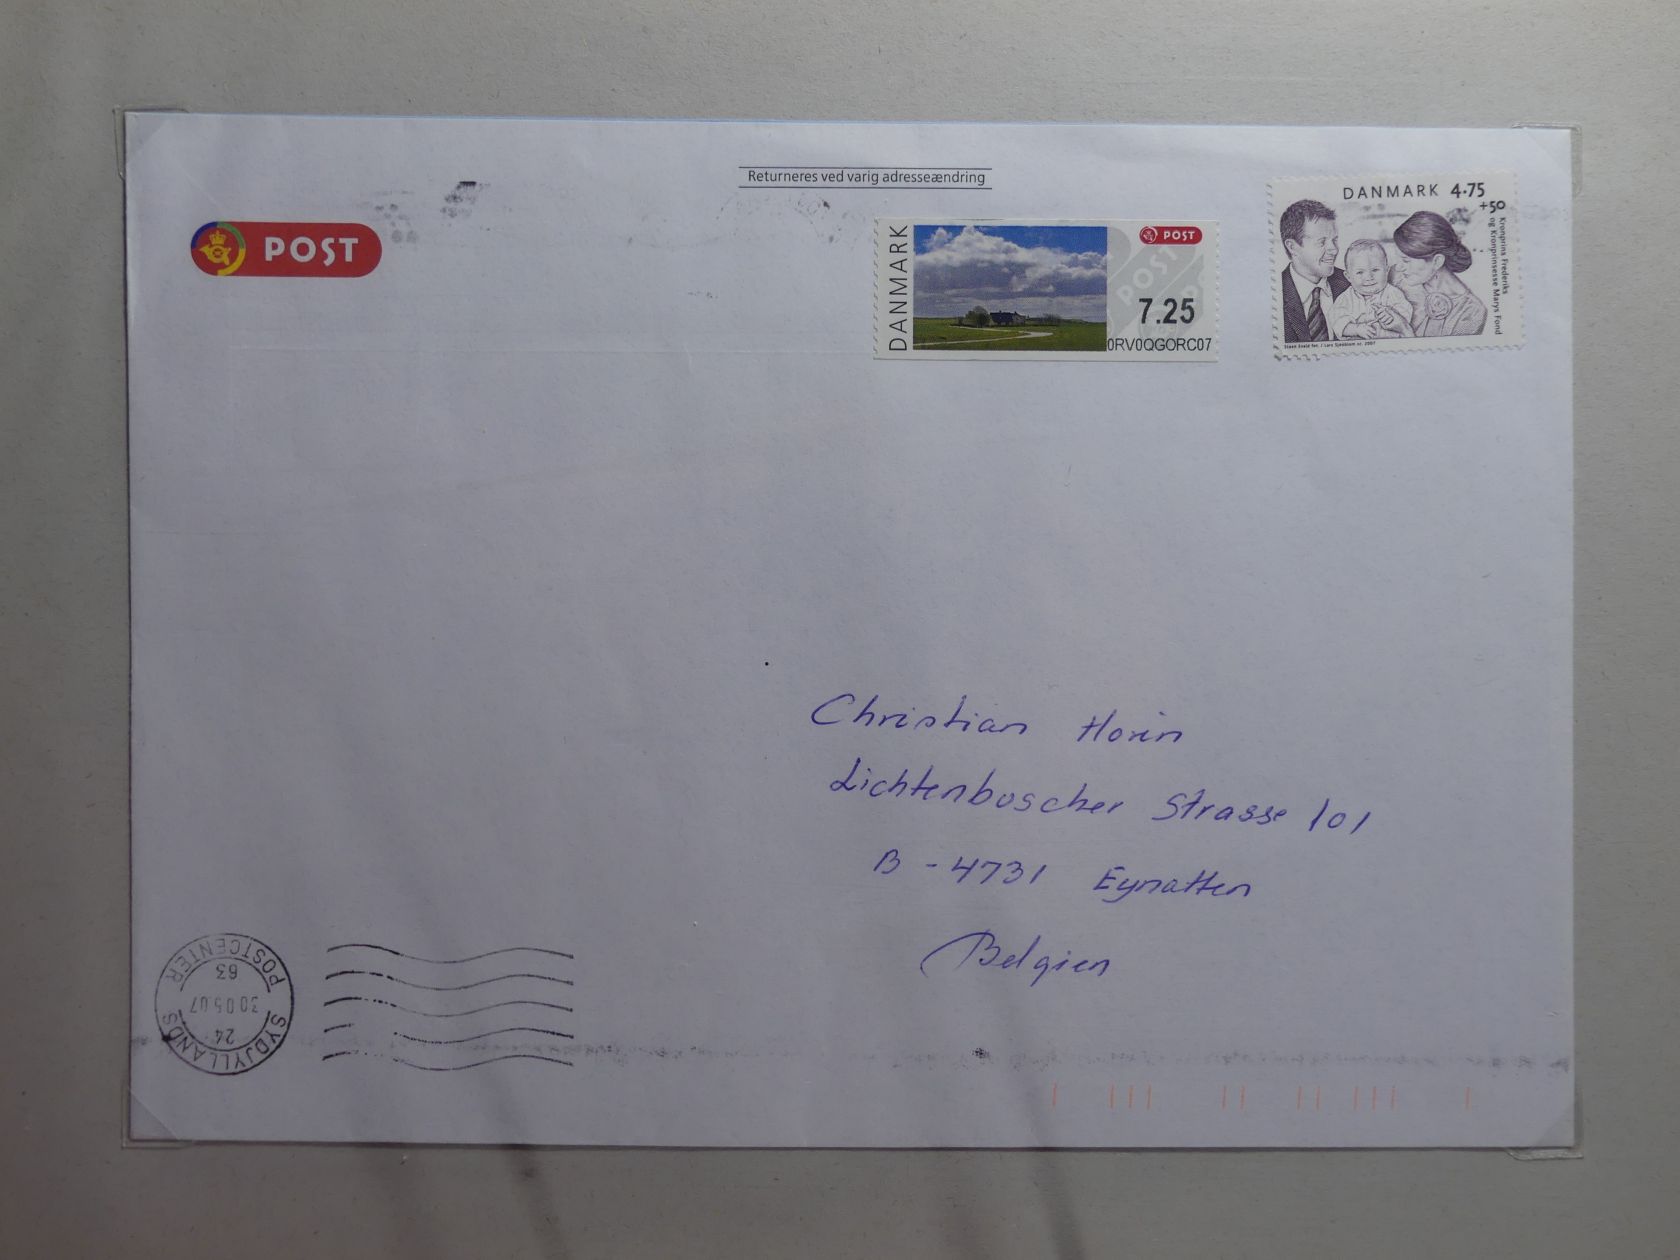 Returneres ved varig adresseændring
POST
DANMARK
POST
7.25
0RV0QGORC07
DANMARK 4.75
+50
Kronprins Frederiks
og Kronprinsesse Marys Fond
Christian Horin
Lichtenbuscher Strasse 101
B - 4731 Eynatten
Belgien
SYDJYLLANDS
POSTCENTER
24
30.05.07
63